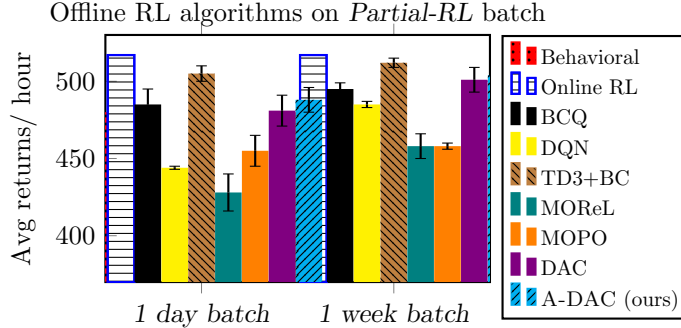 Offline RL algorithms on Partial-RL batch
Avg returns/ hour
500
450
400
1 day batch
1 week batch
Behavioral
Online RL
BCQ
DQN
TD3+BC
MOReL
MOPO
DAC
A-DAC (ours)